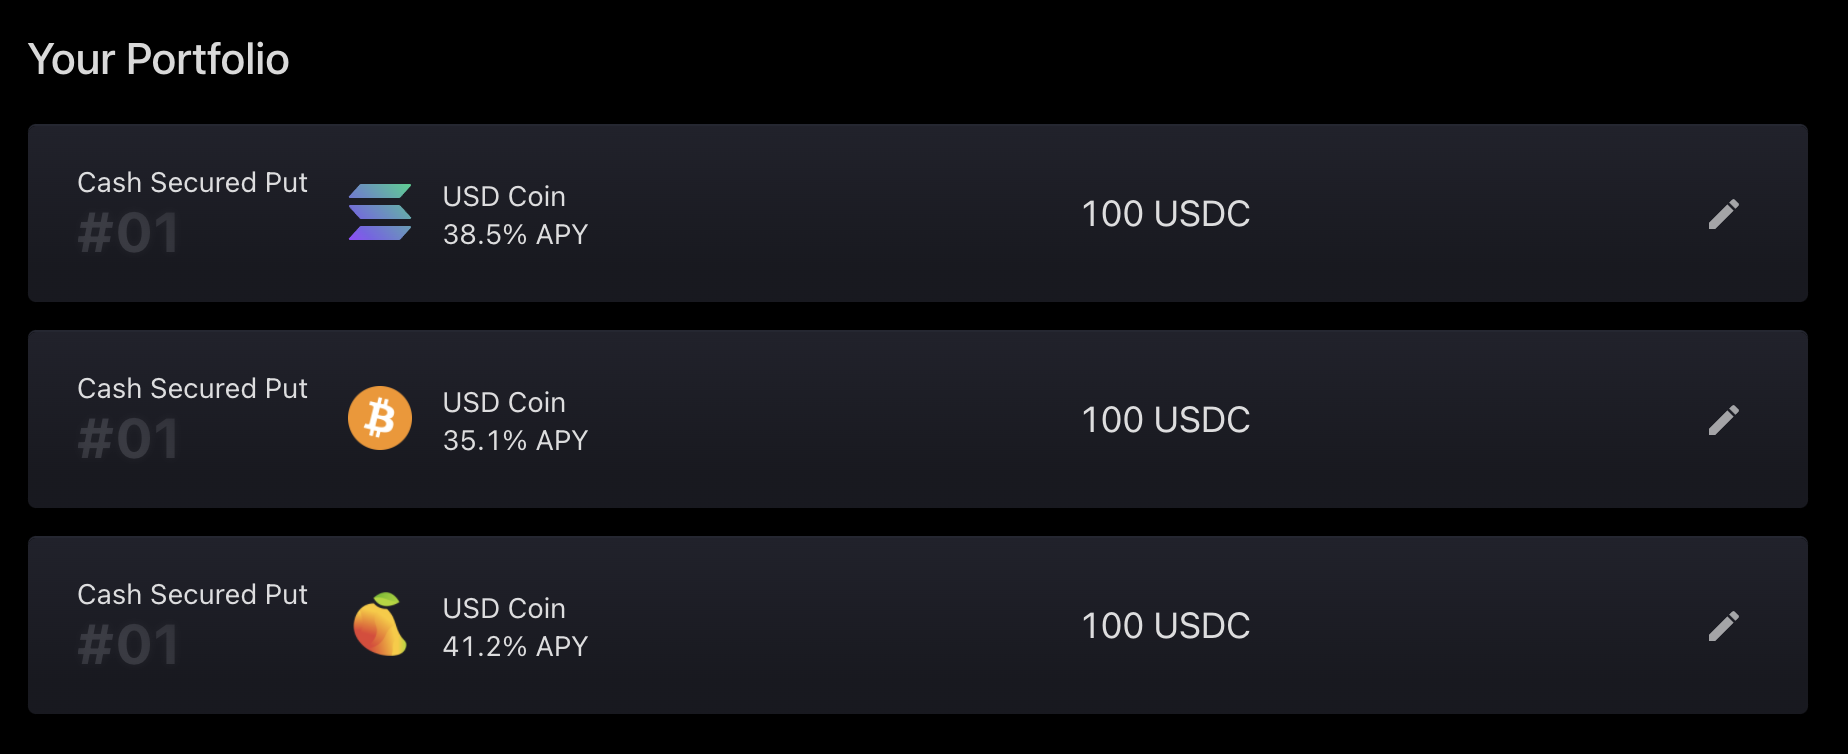 Your Portfolio
Cash Secured Put
#01
USD Coin
38.5% APY
100 USDC
Cash Secured Put
#01
USD Coin
35.1% APY
100 USDC
Cash Secured Put
#01
USD Coin
41.2% APY
100 USDC